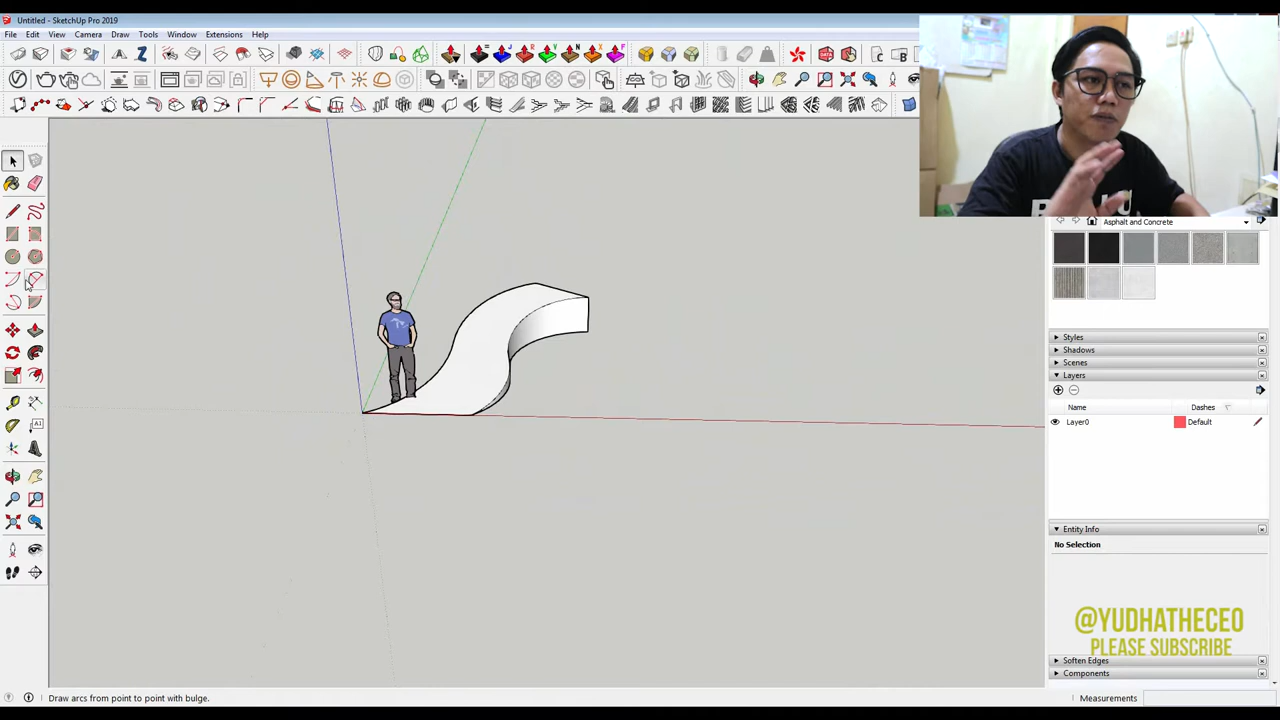 Untitled - SketchUp Pro 2019
File Edit View Camera Draw Tools Window Extensions Help
Asphalt and Concrete
Styles
Shadows
Scenes
Layers
Name Dashes
Layer0 Default
Entity Info
No Selection
@YUDHATHECEO
PLEASE SUBSCRIBE
Soften Edges
Components
Draw arcs from point to point with bulge.
Measurements